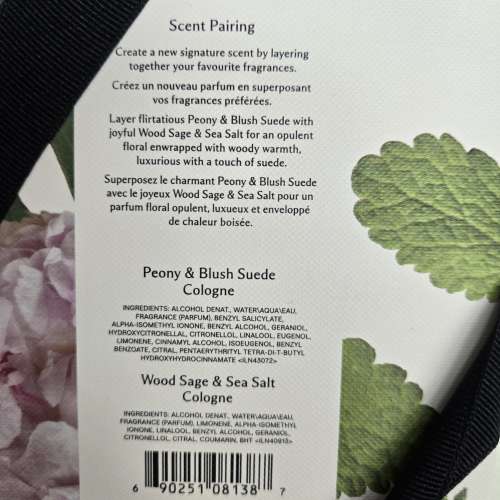 Scent Pairing
Create a new signature scent by layering
together your favourite fragrances.
Créez un nouveau parfum en superposant
vos fragrances préférées.
Layer flirtatious Peony & Blush Suede with
joyful Wood Sage & Sea Salt for an opulent
floral enwrapped with woody warmth,
luxurious with a touch of suede.
Superposez le charmant Peony & Blush Suede
avec le joyeux Wood Sage & Sea Salt pour un
parfum floral opulent, luxueux et enveloppé
de chaleur boisée.
Peony & Blush Suede
Cologne
INGREDIENTS: ALCOHOL DENAT., WATER\AQUA\EAU,
FRAGRANCE (PARFUM), BENZYL SALICYLATE,
ALPHA-ISOMETHYL IONONE, BENZYL ALCOHOL, GERANIOL,
HYDROXYCITRONELLAL, CITRONELLOL, LINALOOL, EUGENOL,
LIMONENE, CINNAMYL ALCOHOL, ISOEUGENOL, BENZYL
BENZOATE, CITRAL, PENTAERYTHRITYL TETRA-DI-T-BUTYL
HYDROXYHYDROCINNAMATE <ILN43072>
Wood Sage & Sea Salt
Cologne
INGREDIENTS: ALCOHOL DENAT., WATER\AQUA\EAU,
FRAGRANCE (PARFUM), LIMONENE, ALPHA-ISOMETHYL
IONONE, LINALOOL, BENZYL ALCOHOL, GERANIOL,
CITRONELLOL, CITRAL, COUMARIN, BHT <ILN40813>
6 90251 08138 7